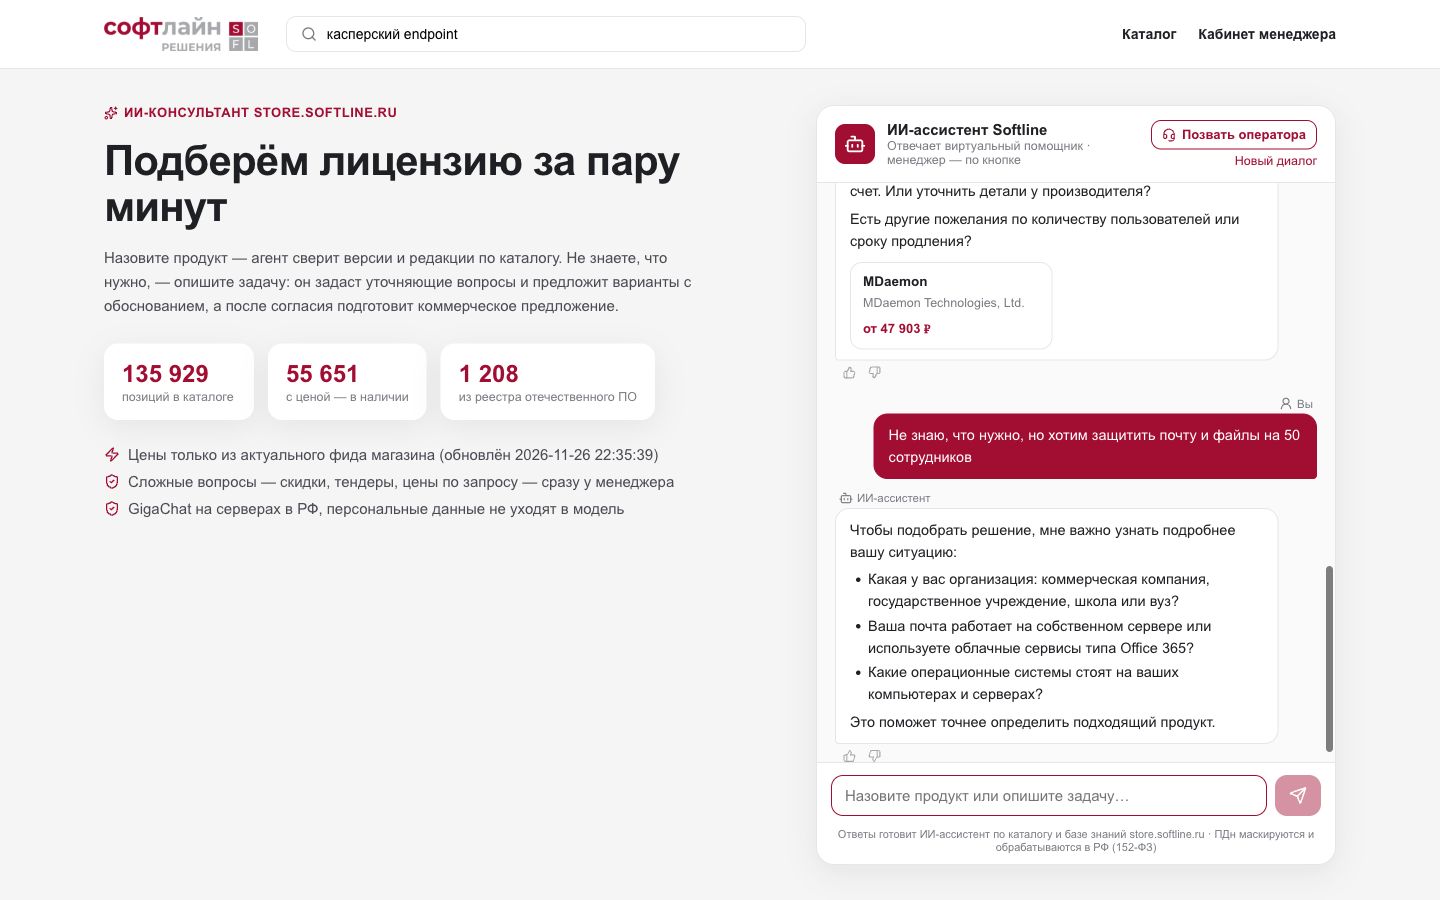 софтлайн
РЕШЕНИЯ
S O
F L
касперский endpoint
Каталог
Кабинет менеджера
ИИ-КОНСУЛЬТАНТ STORE.SOFTLINE.RU
Подберём лицензию за пару
минут
Назовите продукт — агент сверит версии и редакции по каталогу. Не знаете, что
нужно, — опишите задачу: он задаст уточняющие вопросы и предложит варианты с
обоснованием, а после согласия подготовит коммерческое предложение.
135 929
позиций в каталоге
55 651
с ценой — в наличии
1 208
из реестра отечественного ПО
Цены только из актуального фида магазина (обновлён 2026-11-26 22:35:39)
Сложные вопросы — скидки, тендеры, цены по запросу — сразу у менеджера
GigaChat на серверах в РФ, персональные данные не уходят в модель
ИИ-ассистент Softline
Отвечает виртуальный помощник ·
менеджер — по кнопке
Позвать оператора
Новый диалог
счет. Или уточнить детали у производителя?
Есть другие пожелания по количеству пользователей или
сроку продления?
MDaemon
MDaemon Technologies, Ltd.
от 47 903 ₽
Вы
Не знаю, что нужно, но хотим защитить почту и файлы на 50
сотрудников
ИИ-ассистент
Чтобы подобрать решение, мне важно узнать подробнее
вашу ситуацию:
• Какая у вас организация: коммерческая компания,
государственное учреждение, школа или вуз?
• Ваша почта работает на собственном сервере или
используете облачные сервисы типа Office 365?
• Какие операционные системы стоят на ваших
компьютерах и серверах?
Это поможет точнее определить подходящий продукт.
Назовите продукт или опишите задачу…
Ответы готовит ИИ-ассистент по каталогу и базе знаний store.softline.ru · ПДн маскируются и
обрабатываются в РФ (152-ФЗ)